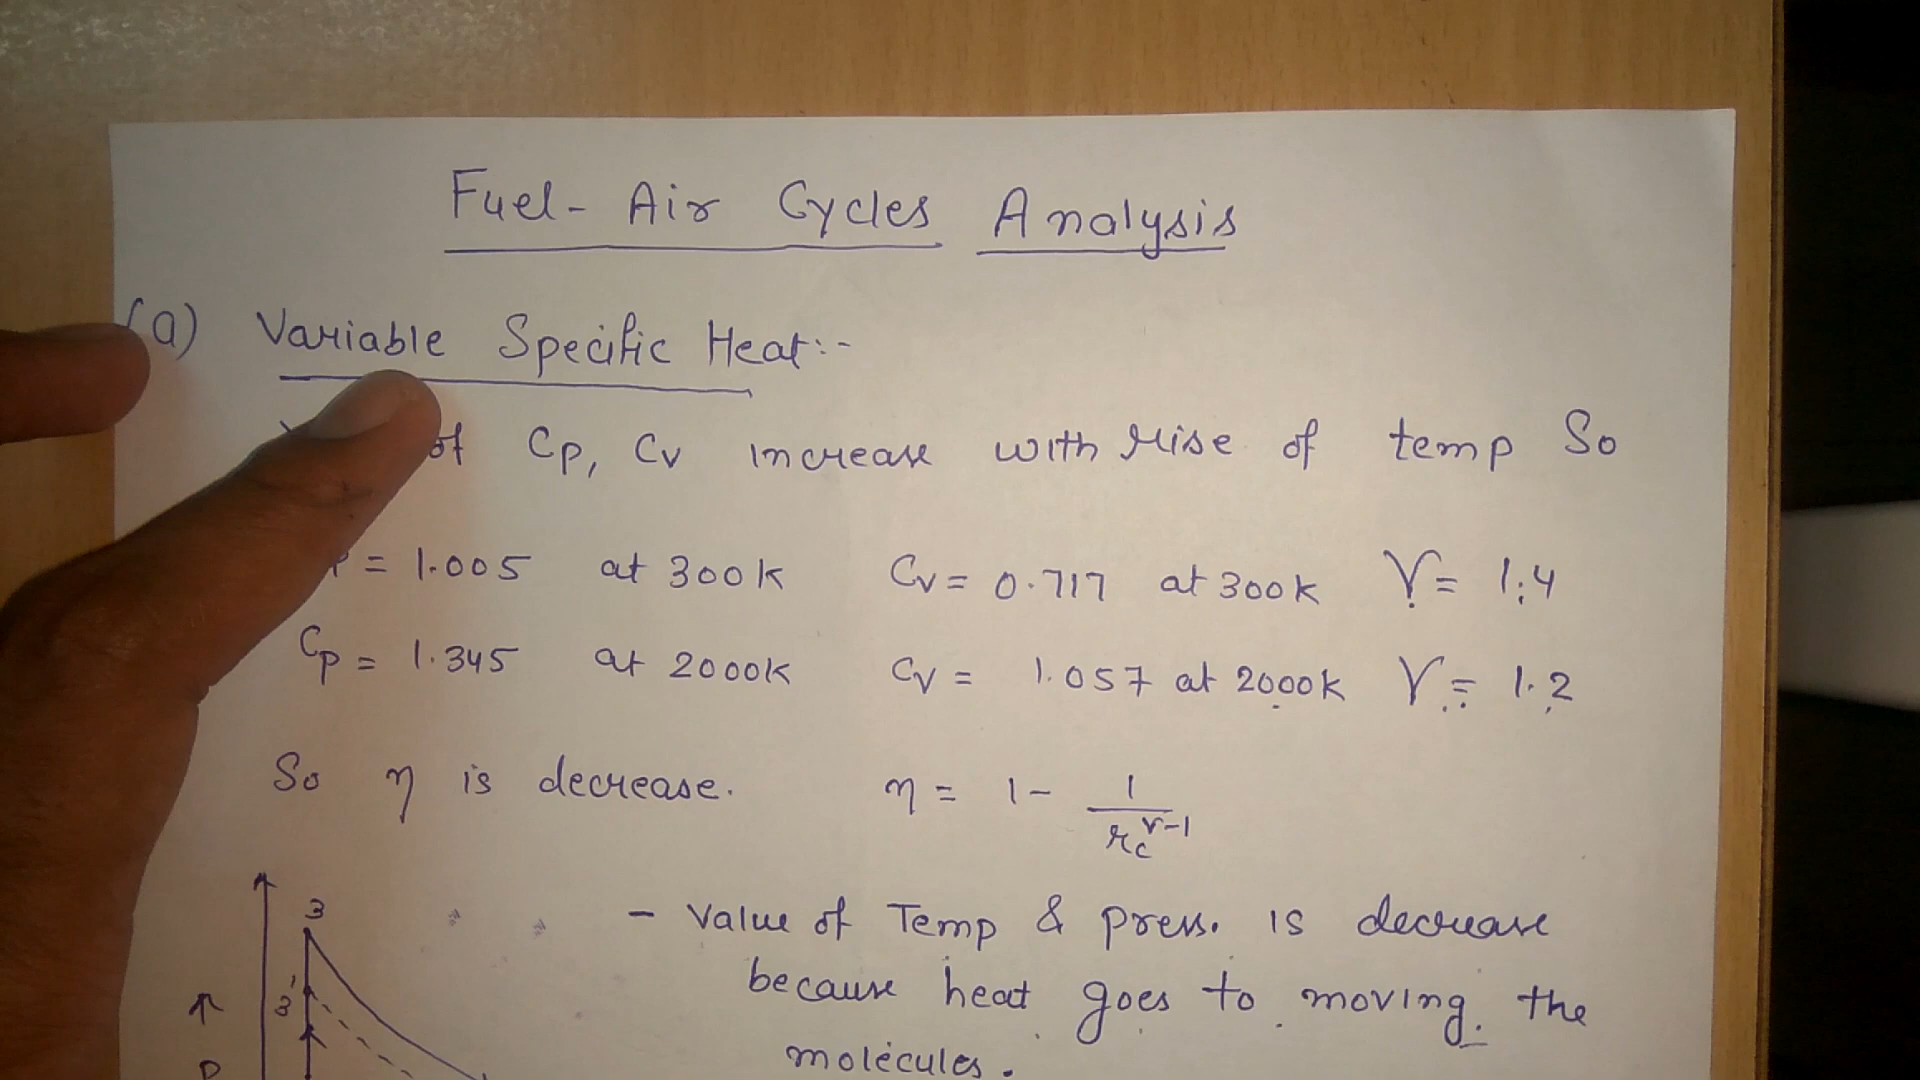 Fuel-Air Cycles Analysis
(a) Variable Specific Heat:-
of Cp, Cv increase with rise of temp So
= 1.005 at 300K Cv = 0.717 at 300K γ = 1.4
Cp = 1.345 at 2000K Cv = 1.057 at 2000K γ = 1.2
So η is decrease. η = 1 - 1/rc^γ-1
3
- Value of Temp & press. is decrease
because heat goes to moving the
3'
molecules.
P